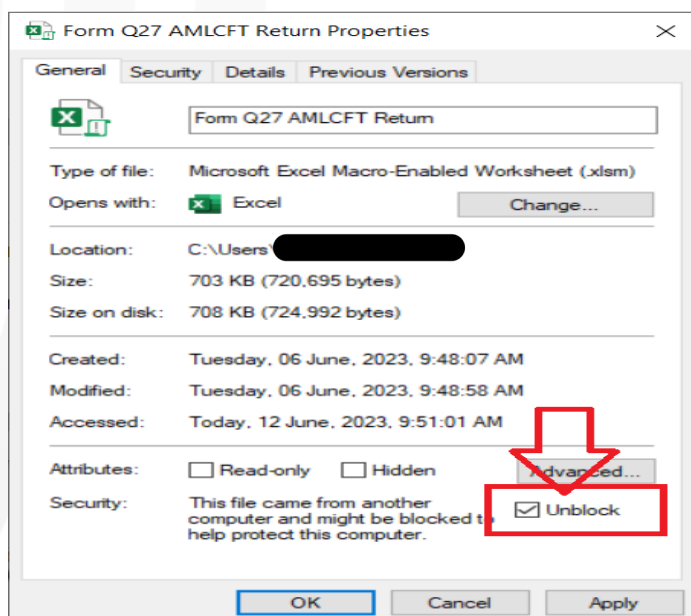 Form Q27 AMLCFT Return Properties
General Security Details Previous Versions
Form Q27 AMLCFT Return
Type of file: Microsoft Excel Macro-Enabled Worksheet (.xlsm)
Opens with: Excel Change...
Location: C:\Users\
Size: 703 KB (720,695 bytes)
Size on disk: 708 KB (724,992 bytes)
Created: Tuesday, 06 June, 2023, 9:48:07 AM
Modified: Tuesday, 06 June, 2023, 9:48:58 AM
Accessed: Today, 12 June, 2023, 9:51:01 AM
Attributes: Read-only Hidden Advanced...
Security: This file came from another
computer and might be blocked to Unblock
help protect this computer.
OK Cancel Apply